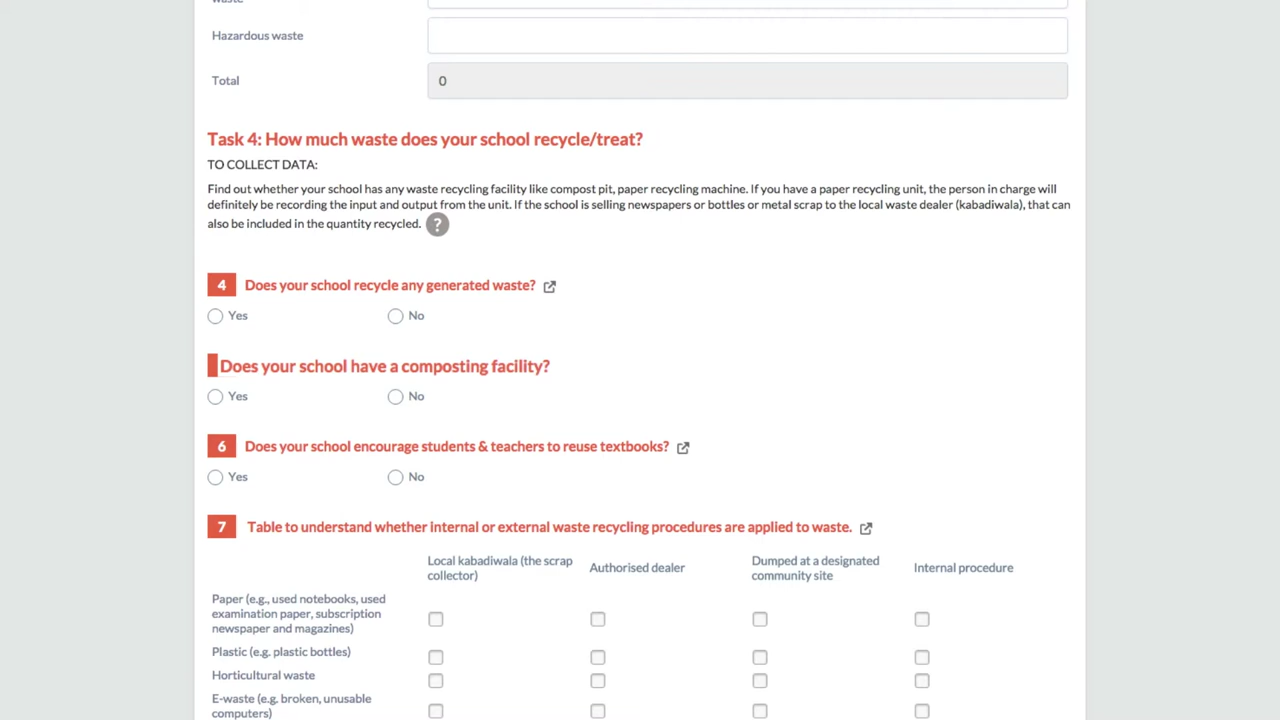 waste
Hazardous waste
Total
0
Task 4: How much waste does your school recycle/treat?
TO COLLECT DATA:
Find out whether your school has any waste recycling facility like compost pit, paper recycling machine. If you have a paper recycling unit, the person in charge will
definitely be recording the input and output from the unit. If the school is selling newspapers or bottles or metal scrap to the local waste dealer (kabadiwala), that can
also be included in the quantity recycled. ?
4 Does your school recycle any generated waste?
Yes No
Does your school have a composting facility?
Yes No
6 Does your school encourage students & teachers to reuse textbooks?
Yes No
7 Table to understand whether internal or external waste recycling procedures are applied to waste.
Local kabadiwala (the scrap
collector)
Authorised dealer
Dumped at a designated
community site
Internal procedure
Paper (e.g., used notebooks, used
examination paper, subscription
newspaper and magazines)
Plastic (e.g. plastic bottles)
Horticultural waste
E-waste (e.g. broken, unusable
computers)